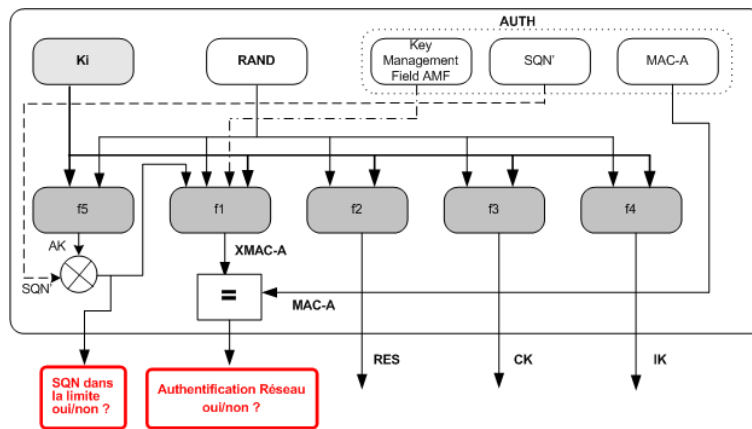 AUTH
Ki
RAND
Key
Management
Field AMF
SQN'
MAC-A
f5
f1
f2
f3
f4
AK
XMAC-A
SQN'
=
MAC-A
RES
CK
IK
SQN dans
la limite
oui/non ?
Authentification Réseau
oui/non ?